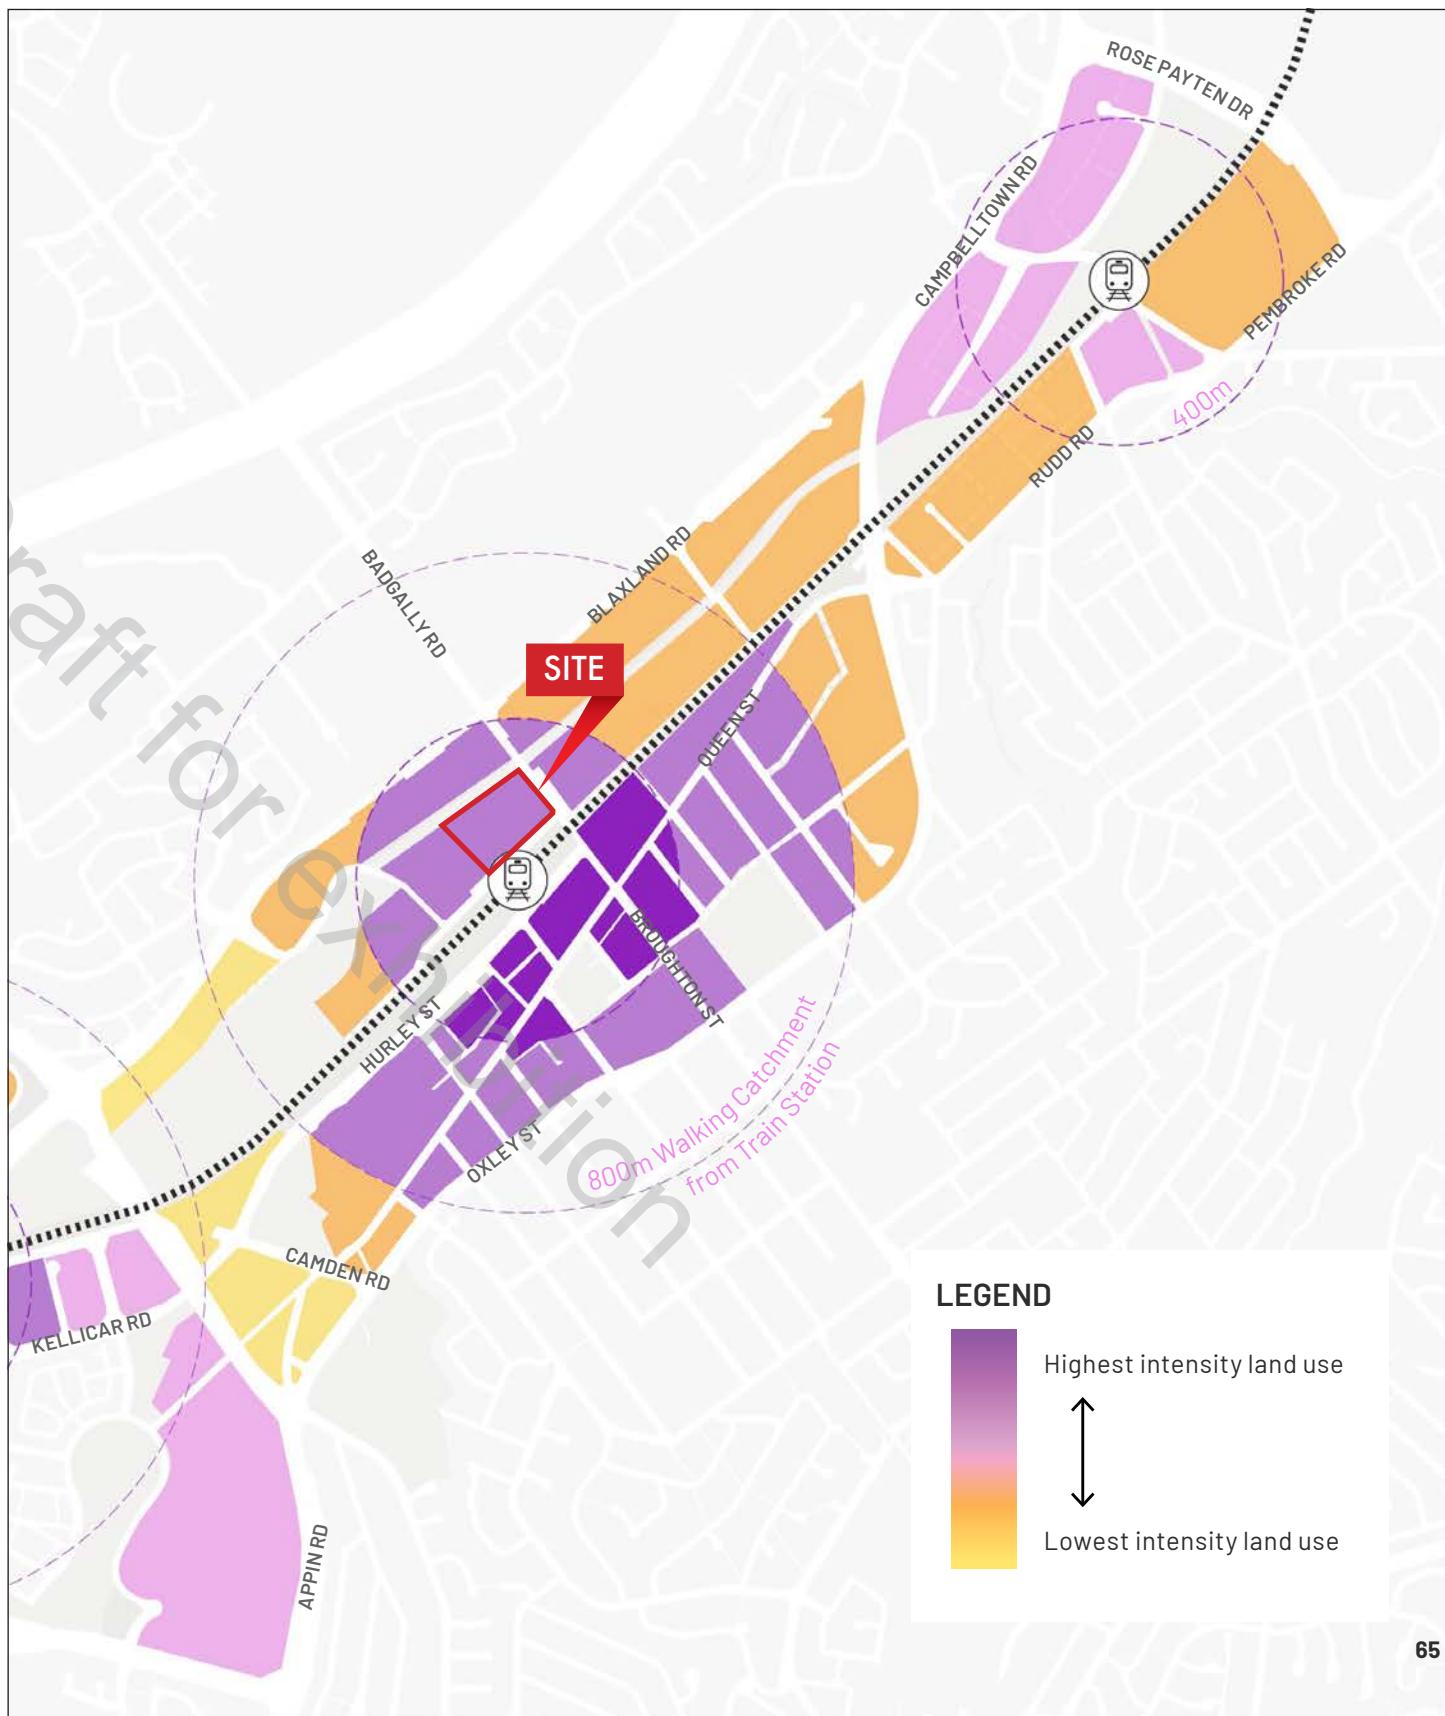 ROSE PAYTEN DR
CAMPBELLTOWN RD
PEMBROKE RD
400m
RUDD RD
BLAXLAND RD
BADGALLY RD
SITE
QUEEN ST
BROUGHTON ST
HURLEY ST
OXLEY ST
800m Walking Catchment
from Train Station
CAMDEN RD
KELLICAR RD
APPIN RD
raft for exhibition
LEGEND
Highest intensity land use
Lowest intensity land use
65